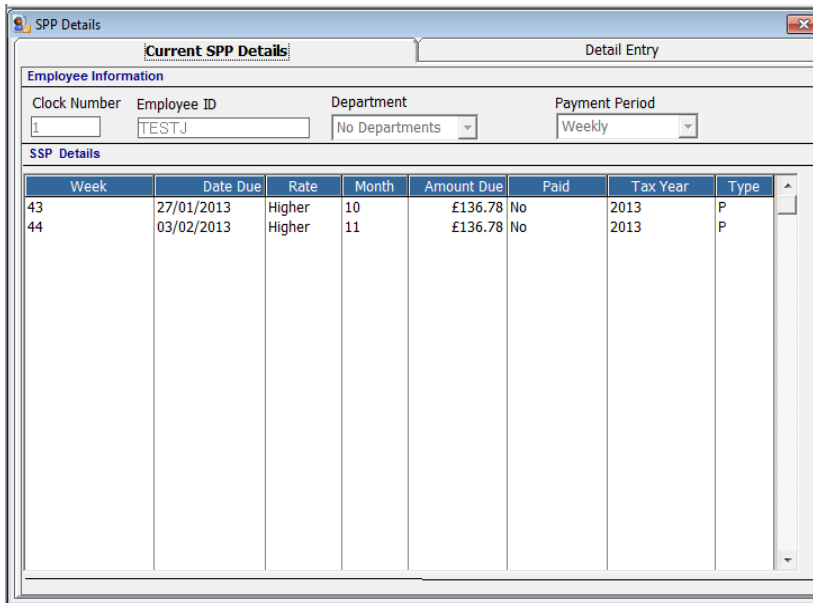 SPP Details
Current SPP Details Detail Entry
Employee Information
Clock Number Employee ID Department Payment Period
1 TESTJ No Departments Weekly
SSP Details
Week Date Due Rate Month Amount Due Paid Tax Year Type
43 27/01/2013 Higher 10 £136.78 No 2013 P
44 03/02/2013 Higher 11 £136.78 No 2013 P